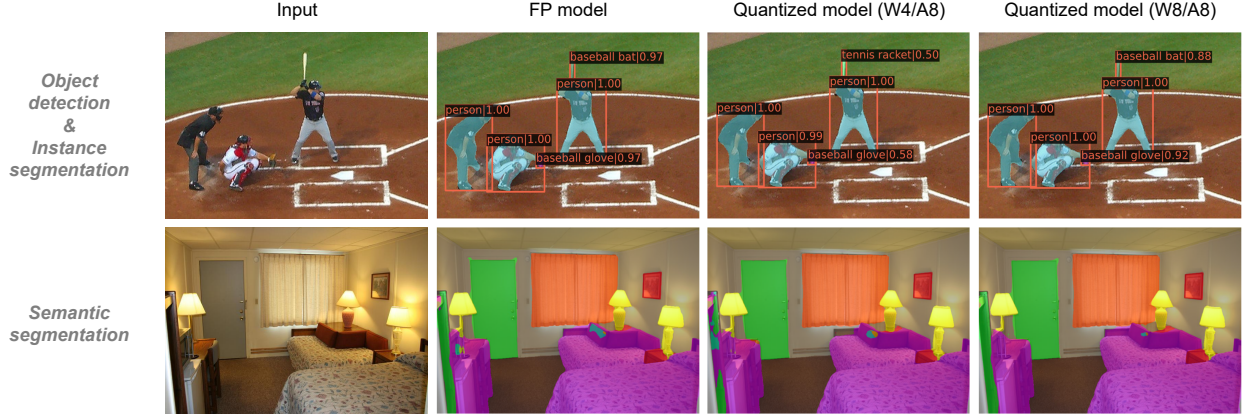 Input
FP model
Quantized model (W4/A8)
Quantized model (W8/A8)
Object
detection
&
Instance
segmentation
baseball bat|0.97
person|1.00
person|1.00
person|1.00
baseball glove|0.97
tennis racket|0.50
person|1.00
person|1.00
person|0.99
baseball glove|0.58
baseball bat|0.88
person|1.00
person|1.00
person|1.00
baseball glove|0.92
Semantic
segmentation